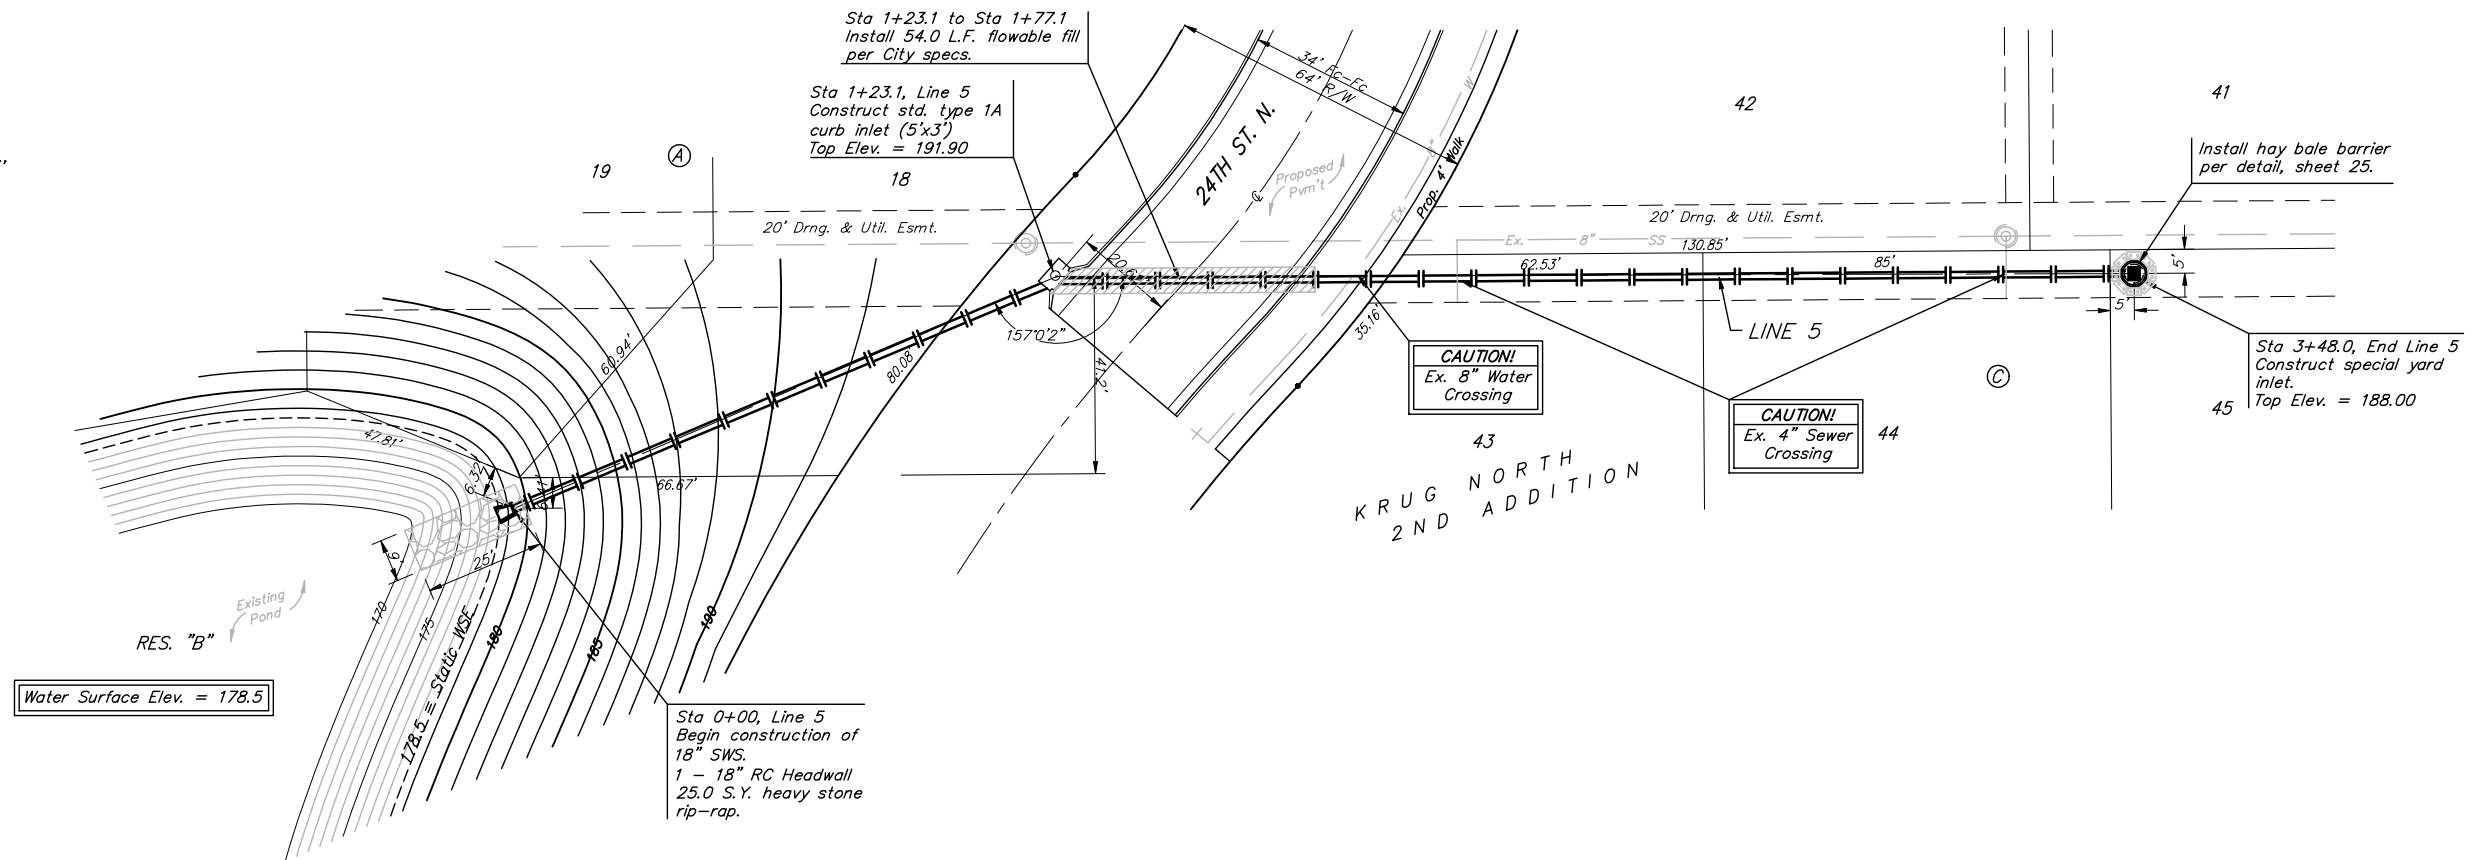 Sta 1+23.1 to Sta 1+77.1
Install 54.0 L.F. flowable fill
per City specs.
Sta 1+23.1, Line 5
Construct std. type 1A
curb inlet (5'x3')
Top Elev. = 191.90
34' Fc-Fc
64' R/W
24TH ST. N.
Proposed
Pvm't
Prop. 4' Walk
Ex. 8" W
42
41
Install hay bale barrier
per detail, sheet 25.
19
A
18
20' Drng. & Util. Esmt.
20' Drng. & Util. Esmt.
Ex. 8" SS
130.85'
62.53'
85'
5'
5'
35.16'
LINE 5
157°0'2"
41.2'
60.94'
80.08'
66.67'
47.81'
6.32'
25'
CAUTION!
Ex. 8" Water
Crossing
CAUTION!
Ex. 4" Sewer
Crossing
43
44
C
45
Sta 3+48.0, End Line 5
Construct special yard
inlet.
Top Elev. = 188.00
KRUG NORTH
2ND ADDITION
Existing
Pond
RES. "B"
170
175
178.5 = Static WSE
180
185
190
Water Surface Elev. = 178.5
Sta 0+00, Line 5
Begin construction of
18" SWS.
1 - 18" RC Headwall
25.0 S.Y. heavy stone
rip-rap.